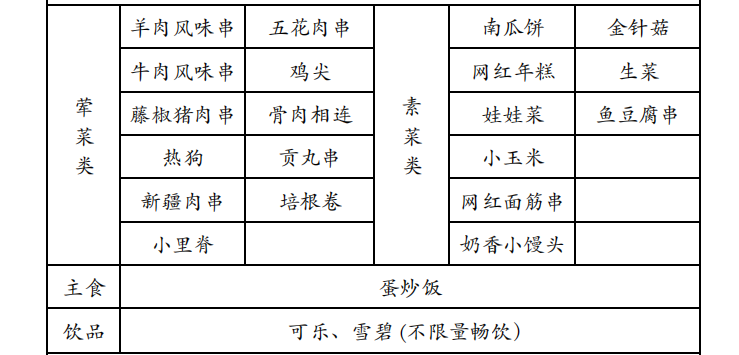 荤菜类 羊肉风味串 五花肉串 素菜类 南瓜饼 金针菇
牛肉风味串 鸡尖 网红年糕 生菜
藤椒猪肉串 骨肉相连 娃娃菜 鱼豆腐串
热狗 贡丸串 小玉米
新疆肉串 培根卷 网红面筋串
小里脊 奶香小馒头
主食 蛋炒饭
饮品 可乐、雪碧(不限量畅饮)